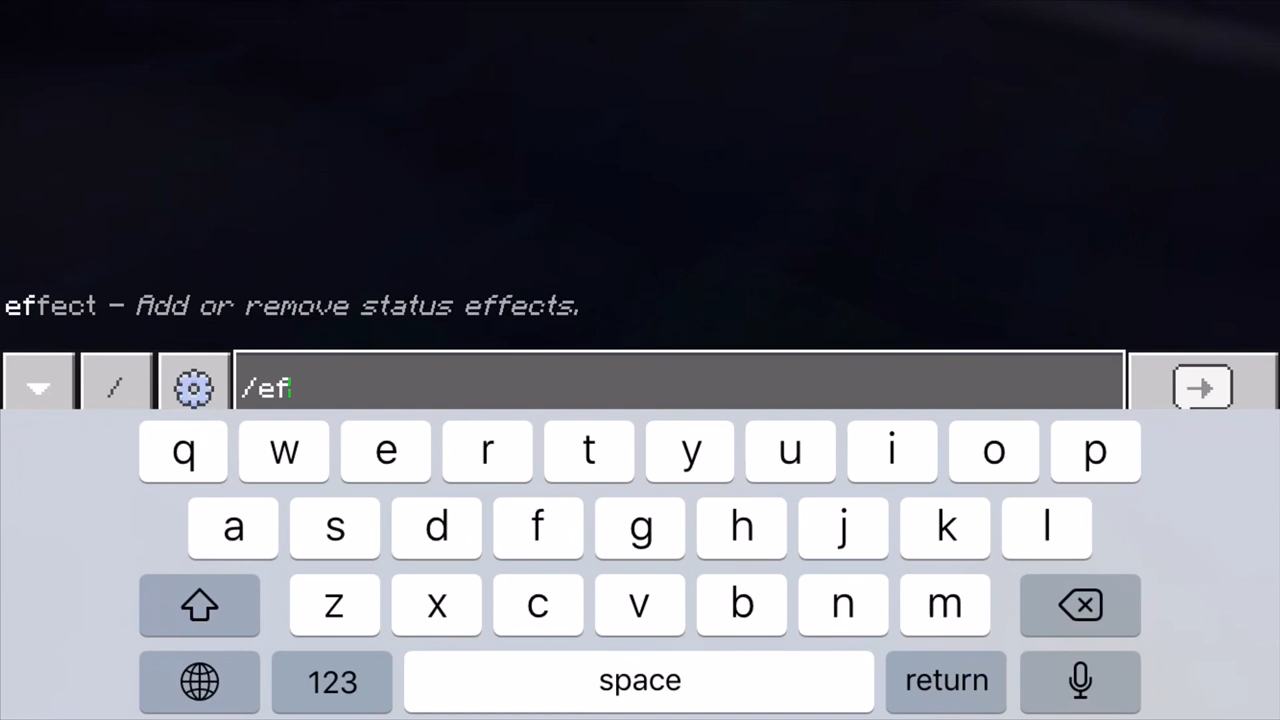 effect - Add or remove status effects.
/
/ef
q w e r t y u i o p
a s d f g h j k l
z x c v b n m
123 space return